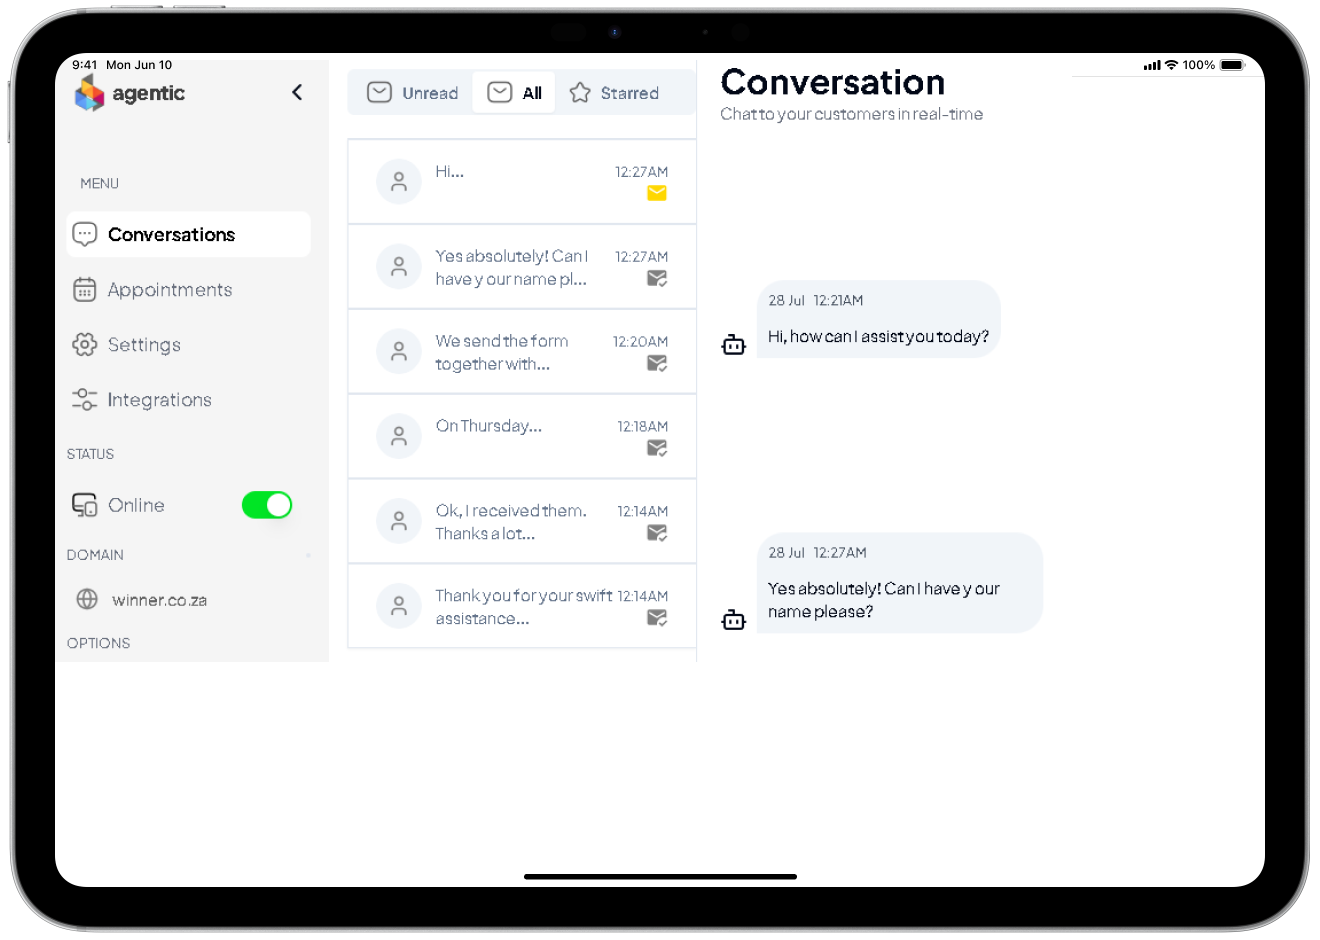 9:41 Mon Jun 10
100%
agentic
MENU
Conversations
Appointments
Settings
Integrations
STATUS
Online
DOMAIN
winner.co.za
OPTIONS
Unread
All
Starred
Hi...
12:27AM
Yes absolutely! Can I
12:27AM
have your name pl...
We send the form
12:20AM
together with...
On Thursday...
12:18AM
Ok, I received them.
12:14AM
Thanks a lot...
Thank you for your swift
12:14AM
assistance...
Conversation
Chat to your customers in real-time
28 Jul 12:21AM
Hi, how can I assist you today?
28 Jul 12:27AM
Yes absolutely! Can I have your
name please?